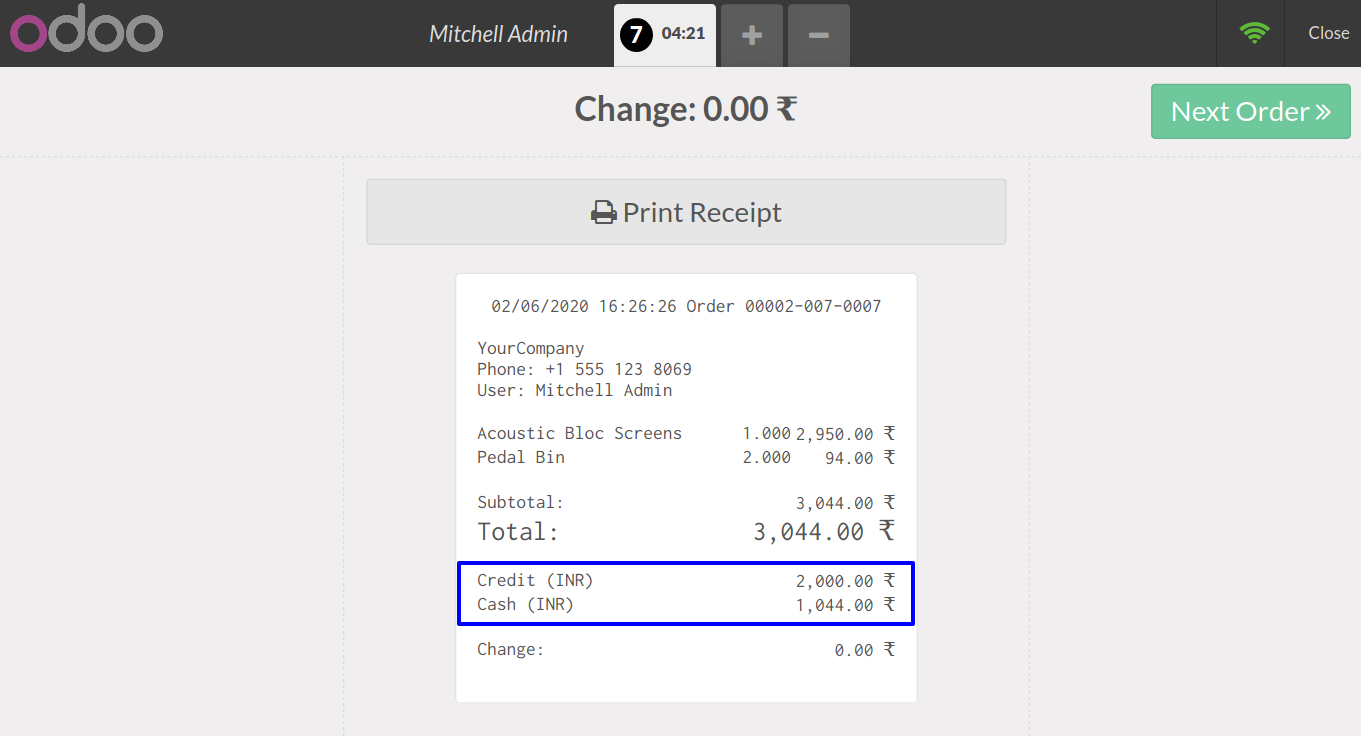 odoo
Mitchell Admin
7 04:21
+
−
Close
Change: 0.00 ₹
Next Order »
Print Receipt
02/06/2020 16:26:26 Order 00002-007-0007
YourCompany
Phone: +1 555 123 8069
User: Mitchell Admin
Acoustic Bloc Screens 1.000 2,950.00 ₹
Pedal Bin 2.000 94.00 ₹
Subtotal: 3,044.00 ₹
Total: 3,044.00 ₹
Credit (INR) 2,000.00 ₹
Cash (INR) 1,044.00 ₹
Change: 0.00 ₹